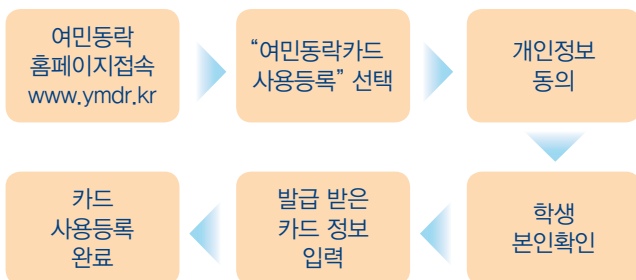 여민동락
홈페이지접속
www.ymdr.kr
“여민동락카드
사용등록” 선택
개인정보
동의
학생
본인확인
발급 받은
카드 정보
입력
카드
사용등록
완료